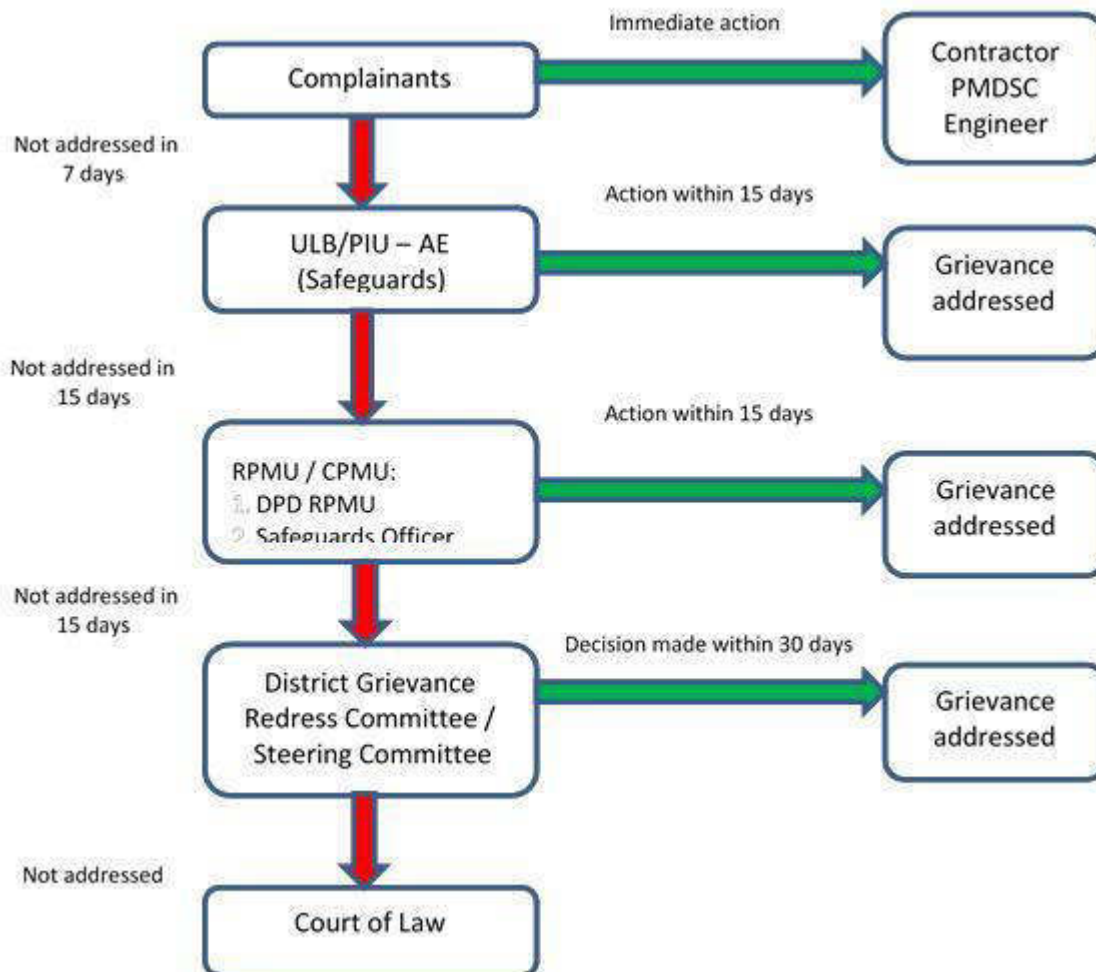 Immediate action
Complainants
Contractor
PMDSC
Engineer
Not addressed in
7 days
Action within 15 days
ULB/PIU – AE
(Safeguards)
Grievance
addressed
Not addressed in
15 days
Action within 15 days
RPMU / CPMU:
1. DPD RPMU
2. Safeguards Officer
Grievance
addressed
Not addressed in
15 days
Decision made within 30 days
District Grievance
Redress Committee /
Steering Committee
Grievance
addressed
Not addressed
Court of Law